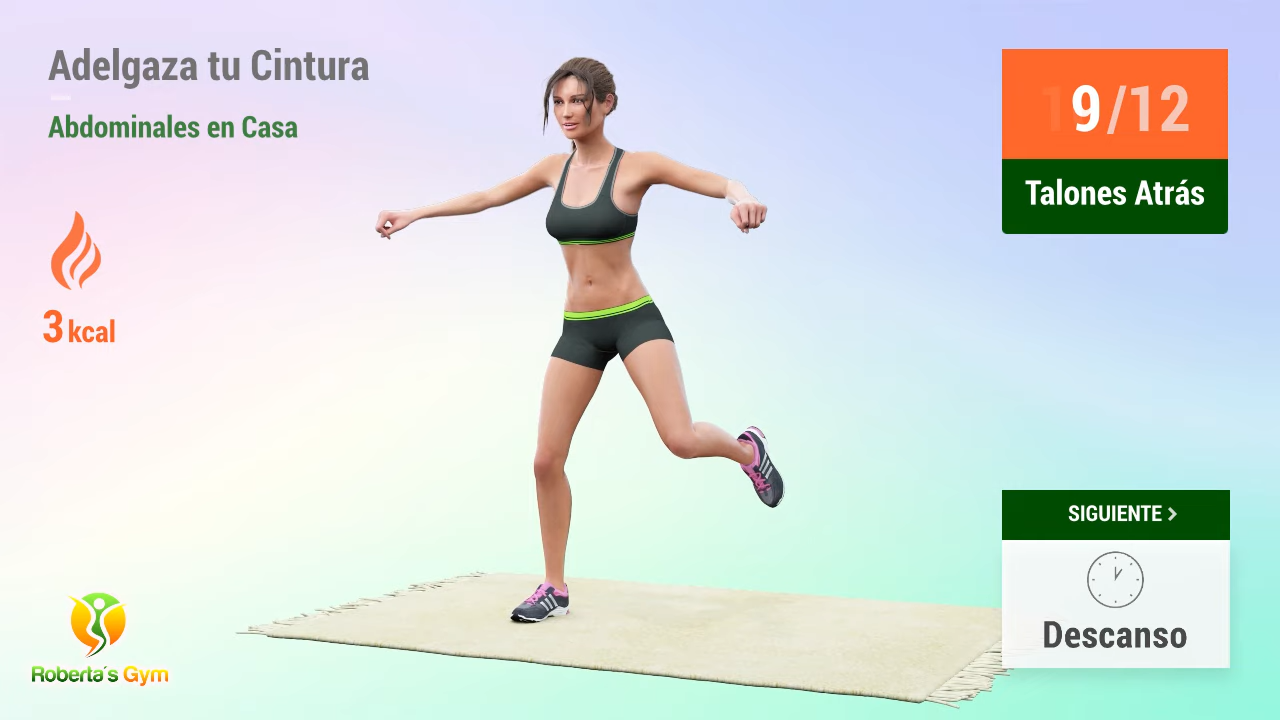 Adelgaza tu Cintura
Abdominales en Casa
3 kcal
9/12
Talones Atrás
SIGUIENTE >
Descanso
Roberta´s Gym